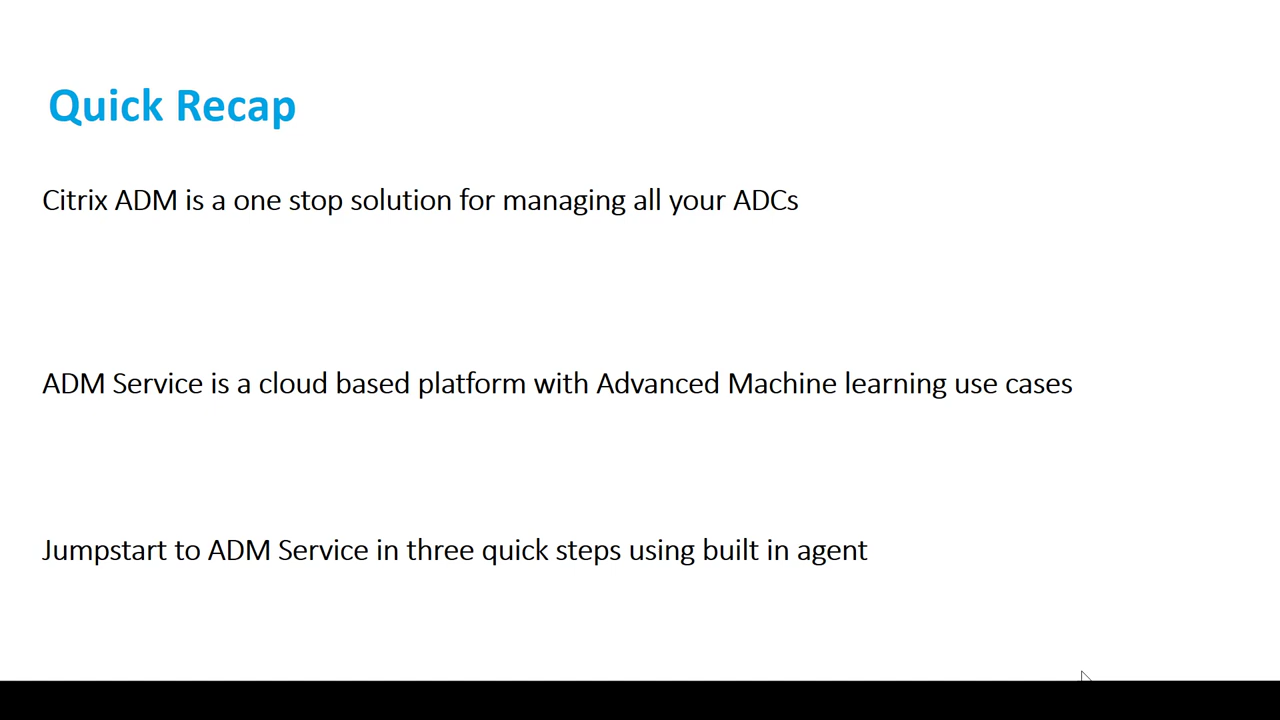 Quick Recap
Citrix ADM is a one stop solution for managing all your ADCs
ADM Service is a cloud based platform with Advanced Machine learning use cases
Jumpstart to ADM Service in three quick steps using built in agent